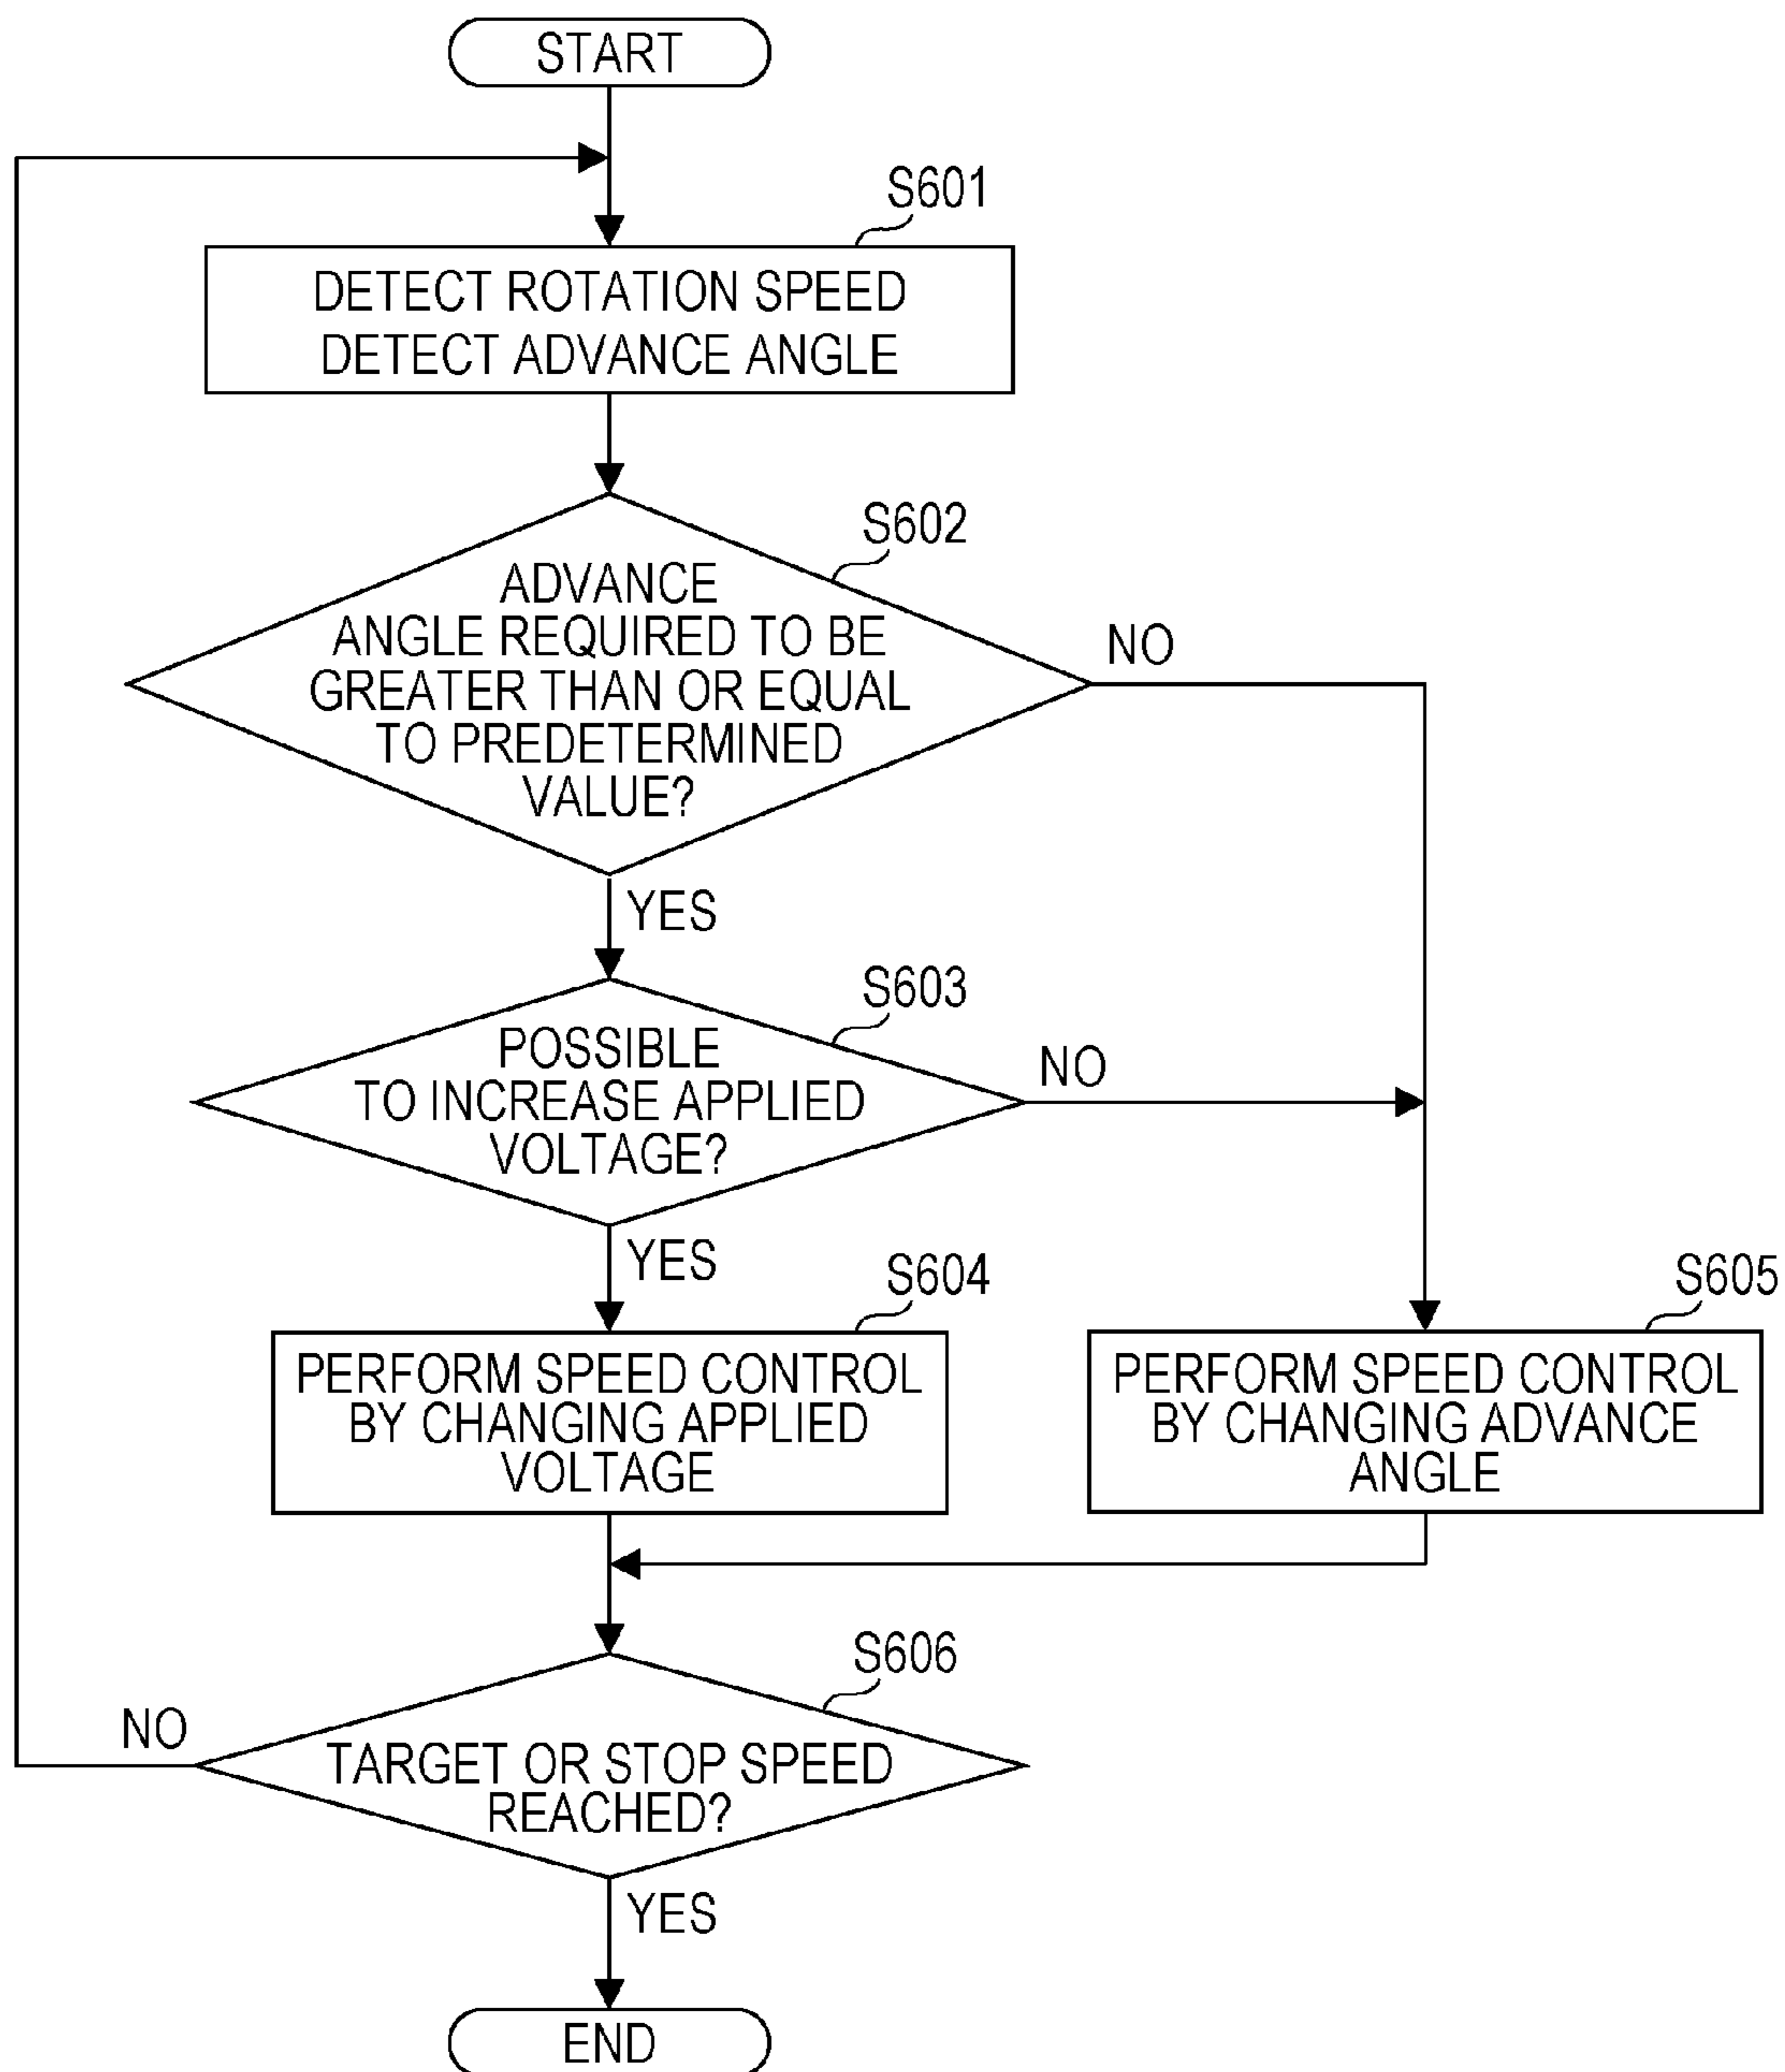 START
S601
DETECT ROTATION SPEED
DETECT ADVANCE ANGLE
S602
ADVANCE
ANGLE REQUIRED TO BE
GREATER THAN OR EQUAL
TO PREDETERMINED
VALUE?
NO
YES
S603
POSSIBLE
TO INCREASE APPLIED
VOLTAGE?
NO
YES
S604
PERFORM SPEED CONTROL
BY CHANGING APPLIED
VOLTAGE
S605
PERFORM SPEED CONTROL
BY CHANGING ADVANCE
ANGLE
S606
TARGET OR STOP SPEED
REACHED?
NO
YES
END